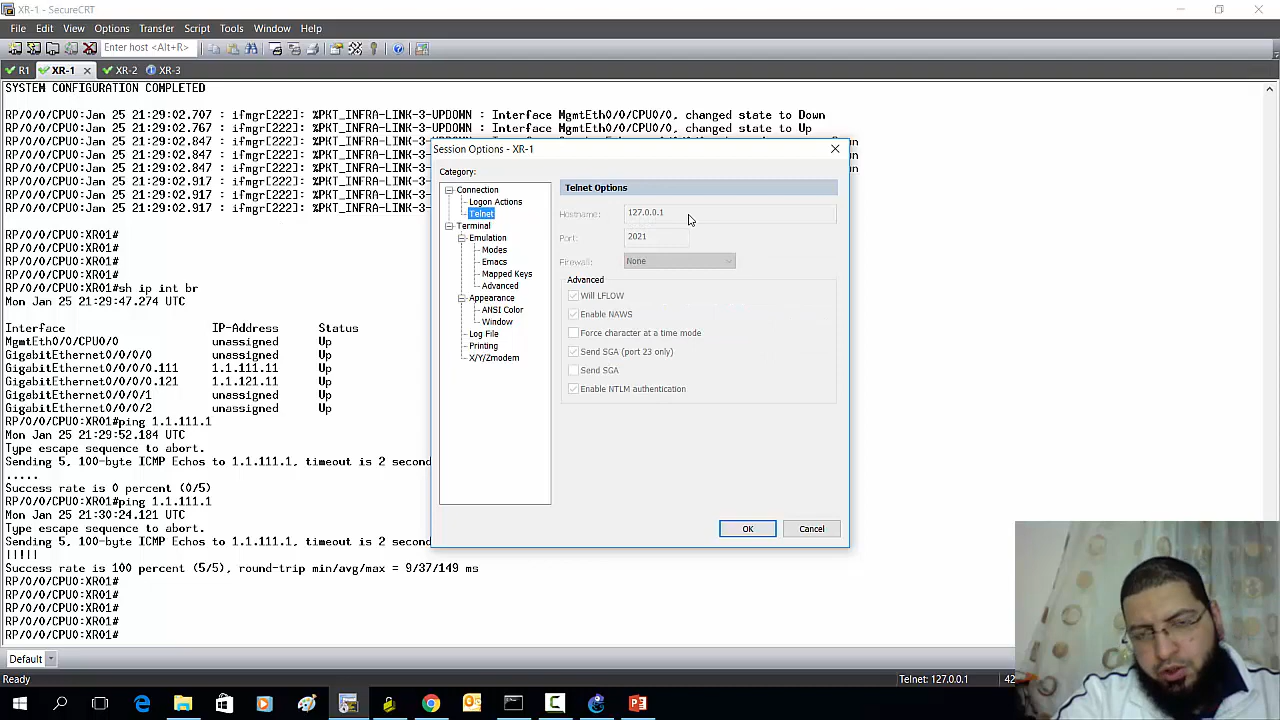 XR-1 - SecureCRT
File Edit View Options Transfer Script Tools Window Help
Enter host <Alt+R>
R1 XR-1 XR-2 XR-3
SYSTEM CONFIGURATION COMPLETED
RP/0/0/CPU0:Jan 25 21:29:02.707 : ifmgr[222]: %PKT_INFRA-LINK-3-UPDOWN : Interface MgmtEth0/0/CPU0/0, changed state to Down
RP/0/0/CPU0:Jan 25 21:29:02.767 : ifmgr[222]: %PKT_INFRA-LINK-3-UPDOWN : Interface MgmtEth0/0/CPU0/0, changed state to Up
RP/0/0/CPU0:Jan 25 21:29:02.847 : ifmgr[222]: %PKT_INFRA-LINK-3
RP/0/0/CPU0:Jan 25 21:29:02.847 : ifmgr[222]: %PKT_INFRA-LINK-3
RP/0/0/CPU0:Jan 25 21:29:02.847 : ifmgr[222]: %PKT_INFRA-LINK-3
RP/0/0/CPU0:Jan 25 21:29:02.917 : ifmgr[222]: %PKT_INFRA-LINK-3
RP/0/0/CPU0:Jan 25 21:29:02.917 : ifmgr[222]: %PKT_INFRA-LINK-3
RP/0/0/CPU0:XR01#
RP/0/0/CPU0:XR01#
RP/0/0/CPU0:XR01#
RP/0/0/CPU0:XR01#
RP/0/0/CPU0:XR01#sh ip int br
Mon Jan 25 21:29:47.274 UTC
Interface IP-Address Status
MgmtEth0/0/CPU0/0 unassigned Up
GigabitEthernet0/0/0/0 unassigned Up
GigabitEthernet0/0/0/0.111 1.1.111.11 Up
GigabitEthernet0/0/0/0.121 1.1.121.11 Up
GigabitEthernet0/0/0/1 unassigned Up
GigabitEthernet0/0/0/2 unassigned Up
RP/0/0/CPU0:XR01#ping 1.1.111.1
Mon Jan 25 21:29:52.184 UTC
Type escape sequence to abort.
Sending 5, 100-byte ICMP Echos to 1.1.111.1, timeout is 2 second
.....
Success rate is 0 percent (0/5)
RP/0/0/CPU0:XR01#ping 1.1.111.1
Mon Jan 25 21:30:24.121 UTC
Type escape sequence to abort.
Sending 5, 100-byte ICMP Echos to 1.1.111.1, timeout is 2 second
!!!!!
Success rate is 100 percent (5/5), round-trip min/avg/max = 9/37/149 ms
RP/0/0/CPU0:XR01#
RP/0/0/CPU0:XR01#
RP/0/0/CPU0:XR01#
RP/0/0/CPU0:XR01#
RP/0/0/CPU0:XR01#
Session Options - XR-1
Category:
Connection
Logon Actions
Telnet
Terminal
Emulation
Modes
Emacs
Mapped Keys
Advanced
Appearance
ANSI Color
Window
Log File
Printing
X/Y/Zmodem
Telnet Options
Hostname: 127.0.0.1
Port: 2021
Firewall: None
Advanced
Will LFLOW
Enable NAWS
Force character at a time mode
Send SGA (port 23 only)
Send SGA
Enable NTLM authentication
OK Cancel
Default
Ready Telnet: 127.0.0.1 42